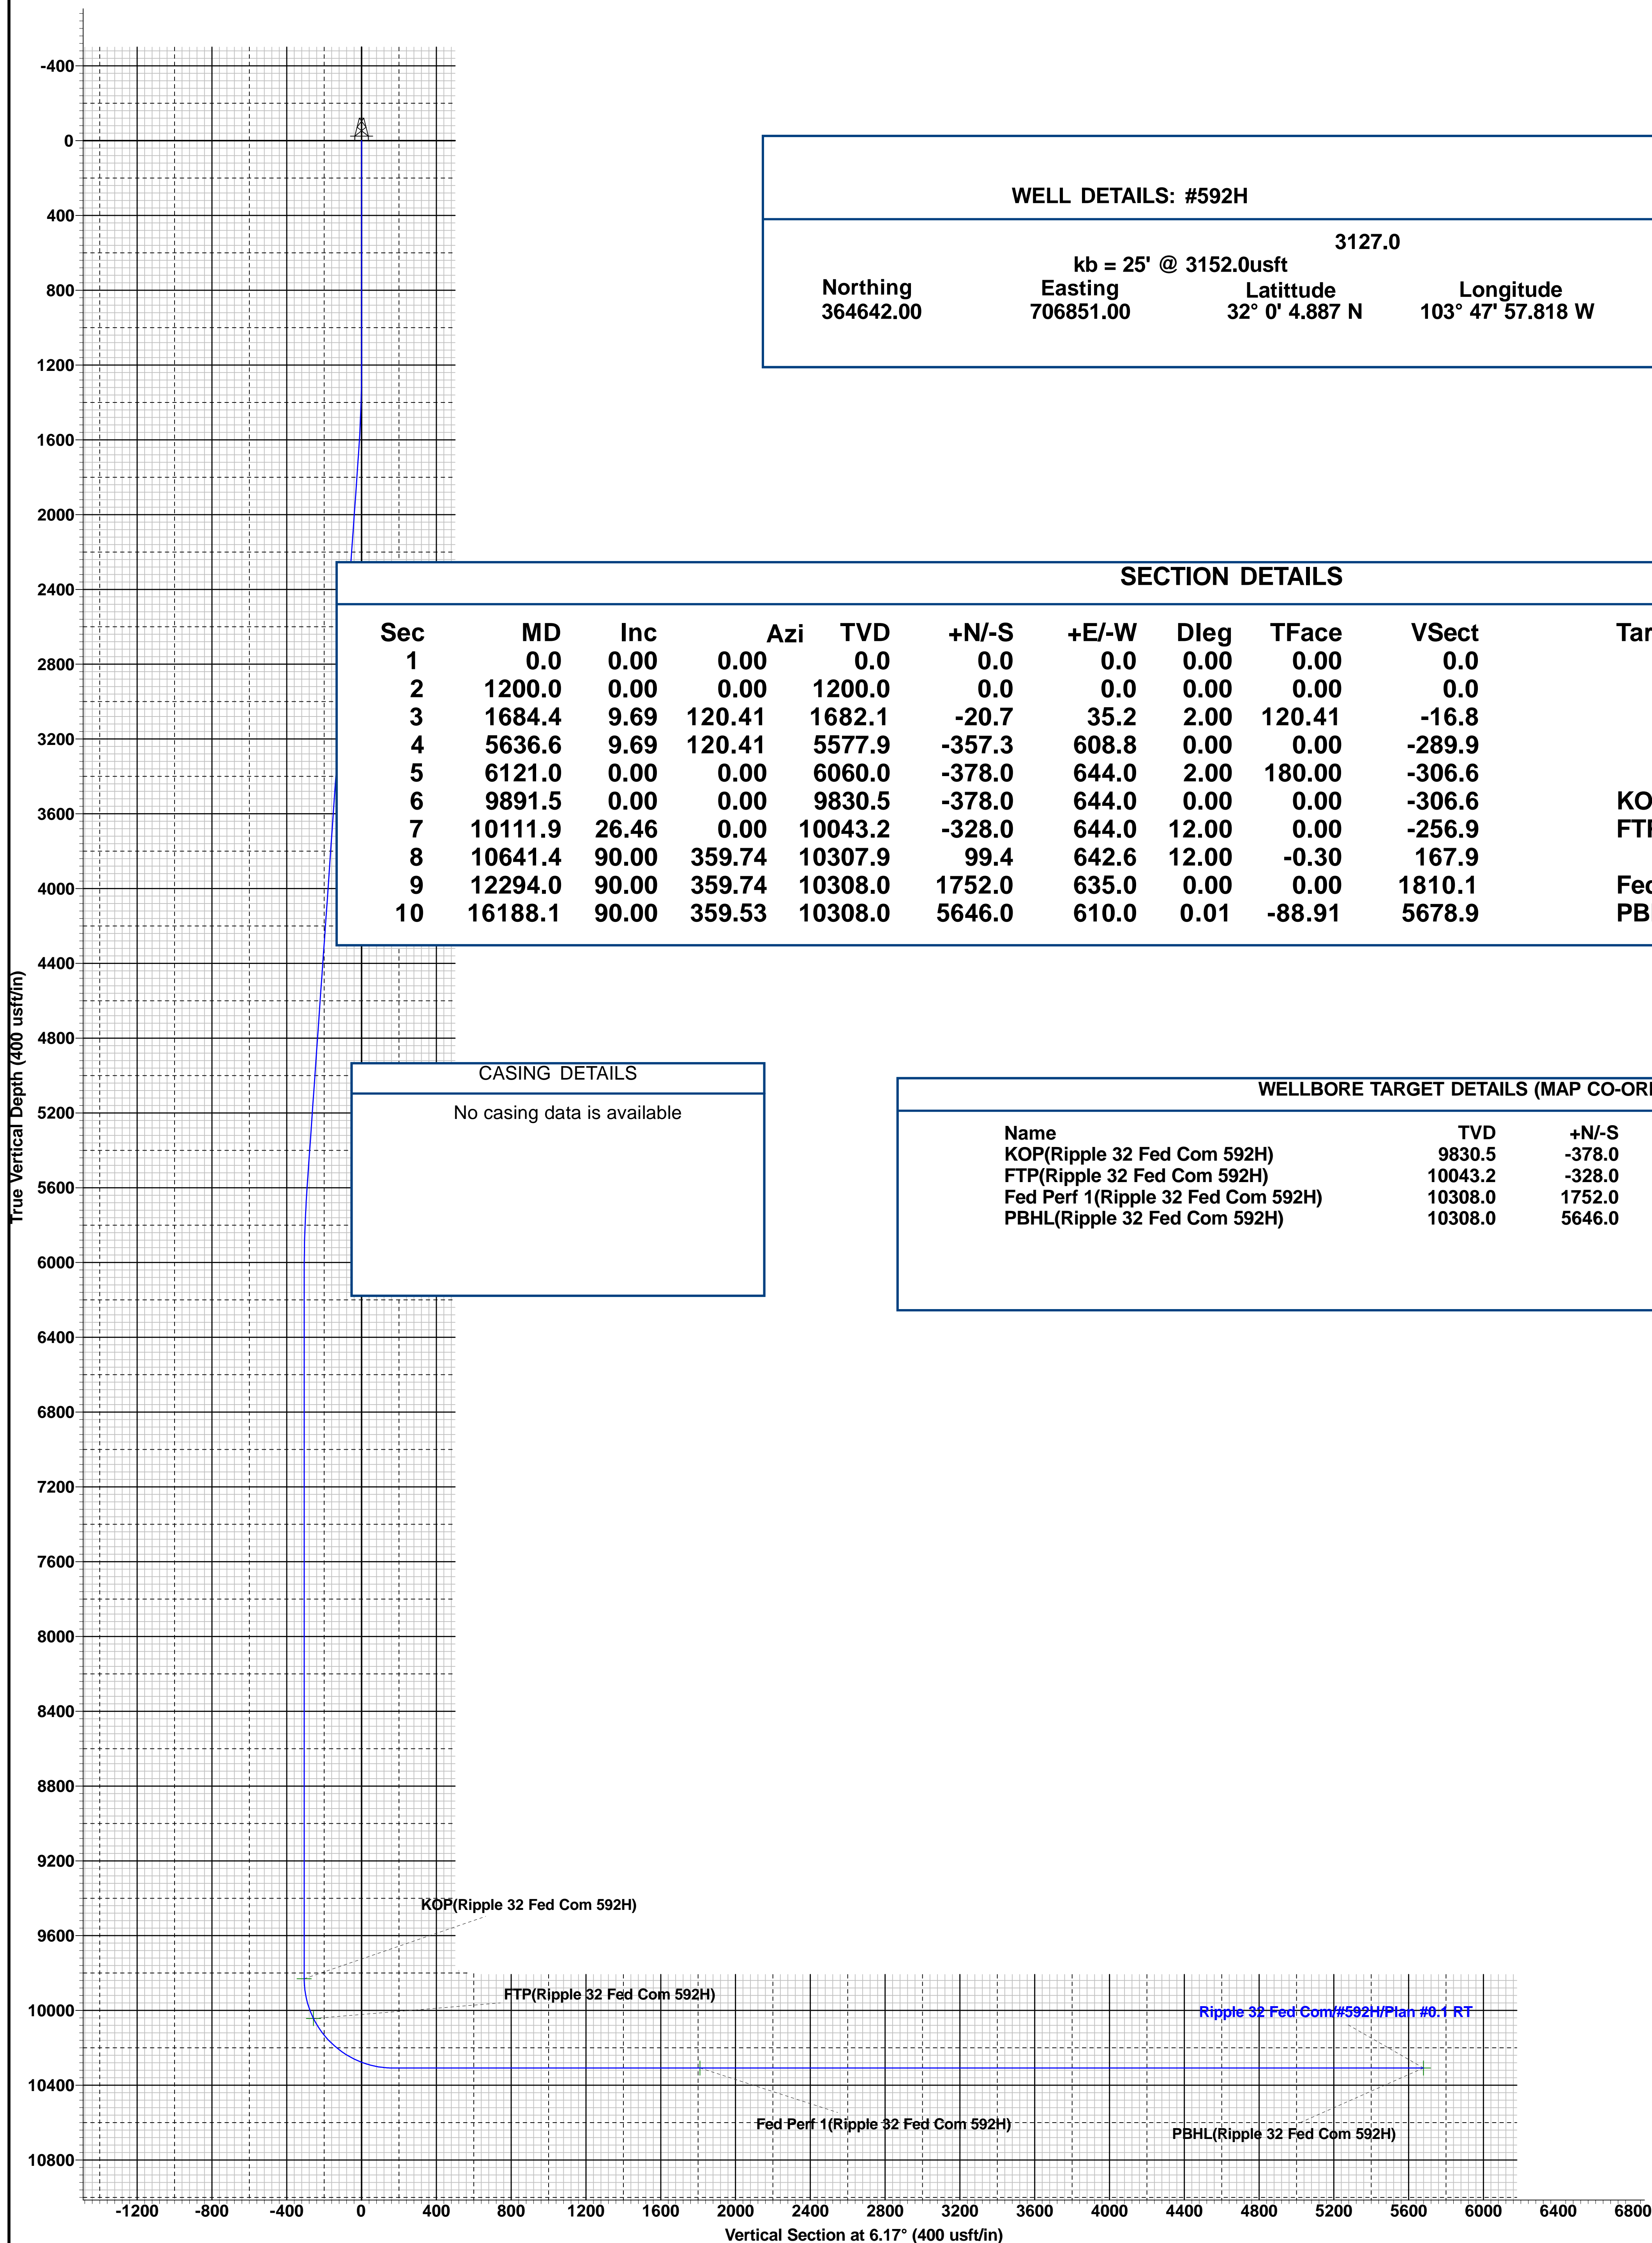 WELL DETAILS: #592H
3127.0
kb = 25' @ 3152.0usft
Northing Easting Latittude Longitude
364642.00 706851.00 32° 0' 4.887 N 103° 47' 57.818 W
SECTION DETAILS
Sec MD Inc Azi TVD +N/-S +E/-W Dleg TFace VSect Tar
1 0.0 0.00 0.00 0.0 0.0 0.0 0.00 0.00 0.0
2 1200.0 0.00 0.00 1200.0 0.0 0.0 0.00 0.00 0.0
3 1684.4 9.69 120.41 1682.1 -20.7 35.2 2.00 120.41 -16.8
4 5636.6 9.69 120.41 5577.9 -357.3 608.8 0.00 0.00 -289.9
5 6121.0 0.00 0.00 6060.0 -378.0 644.0 2.00 180.00 -306.6
6 9891.5 0.00 0.00 9830.5 -378.0 644.0 0.00 0.00 -306.6 KO
7 10111.9 26.46 0.00 10043.2 -328.0 644.0 12.00 0.00 -256.9 FTP
8 10641.4 90.00 359.74 10307.9 99.4 642.6 12.00 -0.30 167.9
9 12294.0 90.00 359.74 10308.0 1752.0 635.0 0.00 0.00 1810.1 Fed
10 16188.1 90.00 359.53 10308.0 5646.0 610.0 0.01 -88.91 5678.9 PB
CASING DETAILS
No casing data is available
WELLBORE TARGET DETAILS (MAP CO-ORD
Name TVD +N/-S
KOP(Ripple 32 Fed Com 592H) 9830.5 -378.0
FTP(Ripple 32 Fed Com 592H) 10043.2 -328.0
Fed Perf 1(Ripple 32 Fed Com 592H) 10308.0 1752.0
PBHL(Ripple 32 Fed Com 592H) 10308.0 5646.0
True Vertical Depth (400 usft/in)
-400
0
400
800
1200
1600
2000
2400
2800
3200
3600
4000
4400
4800
5200
5600
6000
6400
6800
7200
7600
8000
8400
8800
9200
9600
10000
10400
10800
KOP(Ripple 32 Fed Com 592H)
FTP(Ripple 32 Fed Com 592H)
Ripple 32 Fed Com/#592H/Plan #0.1 RT
Fed Perf 1(Ripple 32 Fed Com 592H)
PBHL(Ripple 32 Fed Com 592H)
-1200 -800 -400 0 400 800 1200 1600 2000 2400 2800 3200 3600 4000 4400 4800 5200 5600 6000 6400 6800
Vertical Section at 6.17° (400 usft/in)